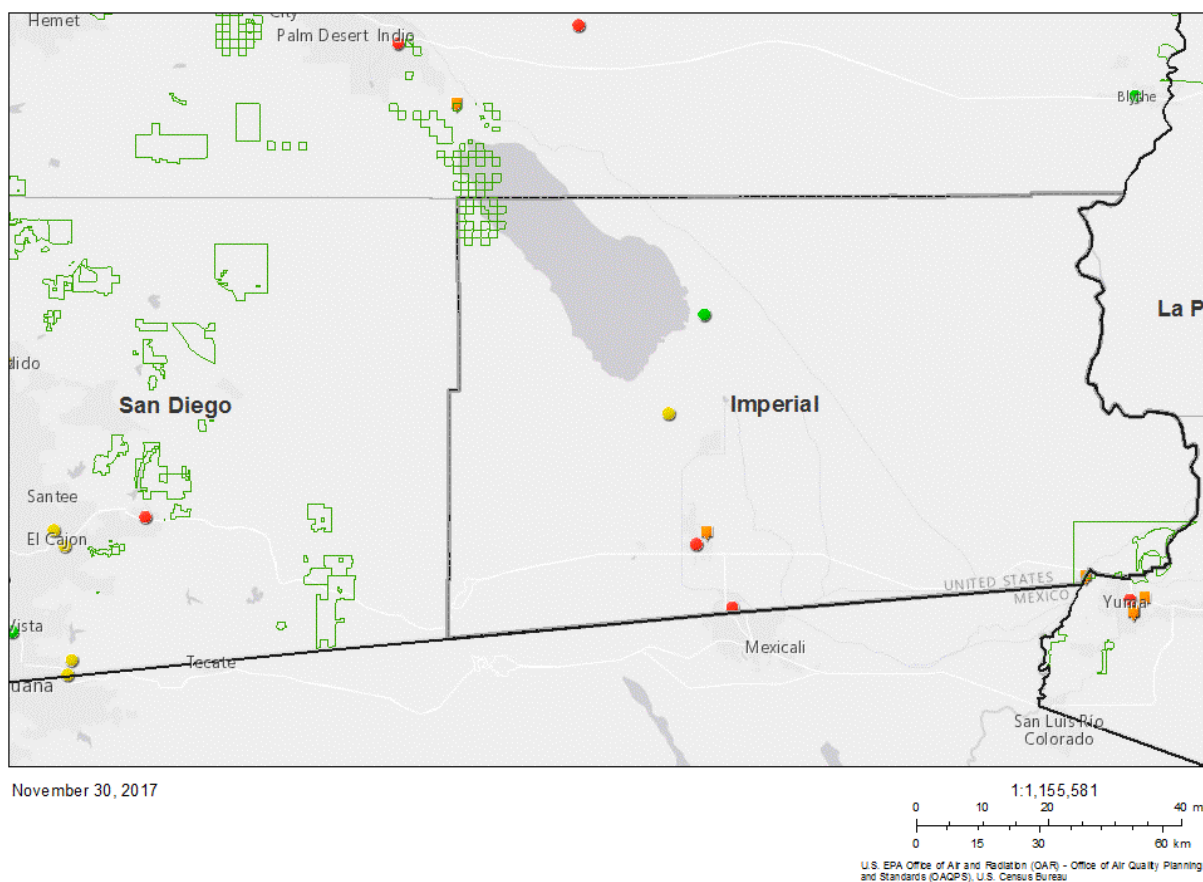 Hemet
City
Palm Desert Indio
Blythe
La P
dido
San Diego
Imperial
Santee
El Cajon
UNITED STATES
MEXICO
Yuma
Vista
Tecate
Mexicali
uana
San Luis Río
Colorado
November 30, 2017
1:1,155,581
0 10 20 40 m
0 15 30 60 km
U.S. EPA Office of Air and Radiation (OAR) - Office of Air Quality Planning
and Standards (OAQPS), U.S. Census Bureau